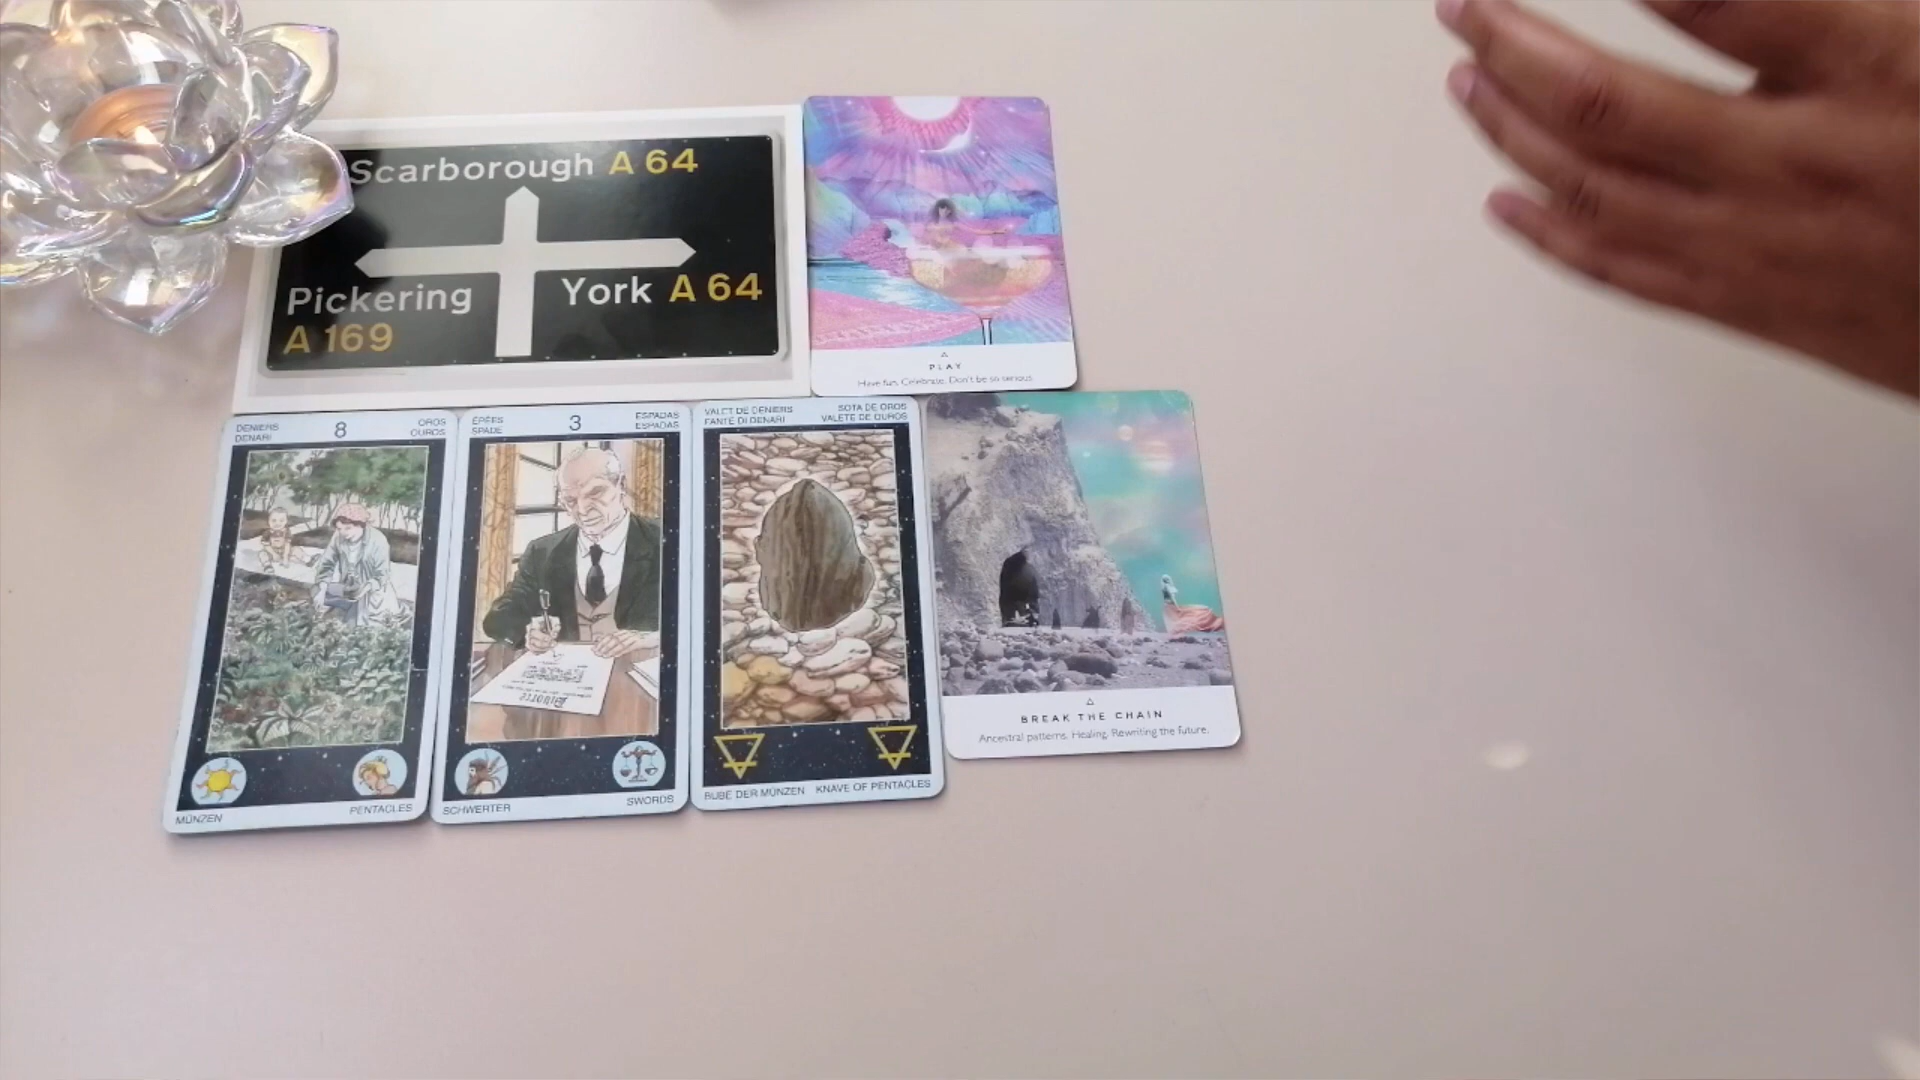 Scarborough A 64
Pickering
A 169
York A 64
PLAY
Have fun. Celebrate. Don't be so serious.
DENIERS
DENARI
8
OROS
OUROS
MÜNZEN
PENTACLES
ÉPÉES
SPADE
3
ESPADAS
ESPADAS
Divorce
SCHWERTER
SWORDS
VALET DE DENIERS
FANTE DI DENARI
SOTA DE OROS
VALETE DE OUROS
BUBE DER MÜNZEN
KNAVE OF PENTACLES
BREAK THE CHAIN
Ancestral patterns. Healing. Rewriting the future.